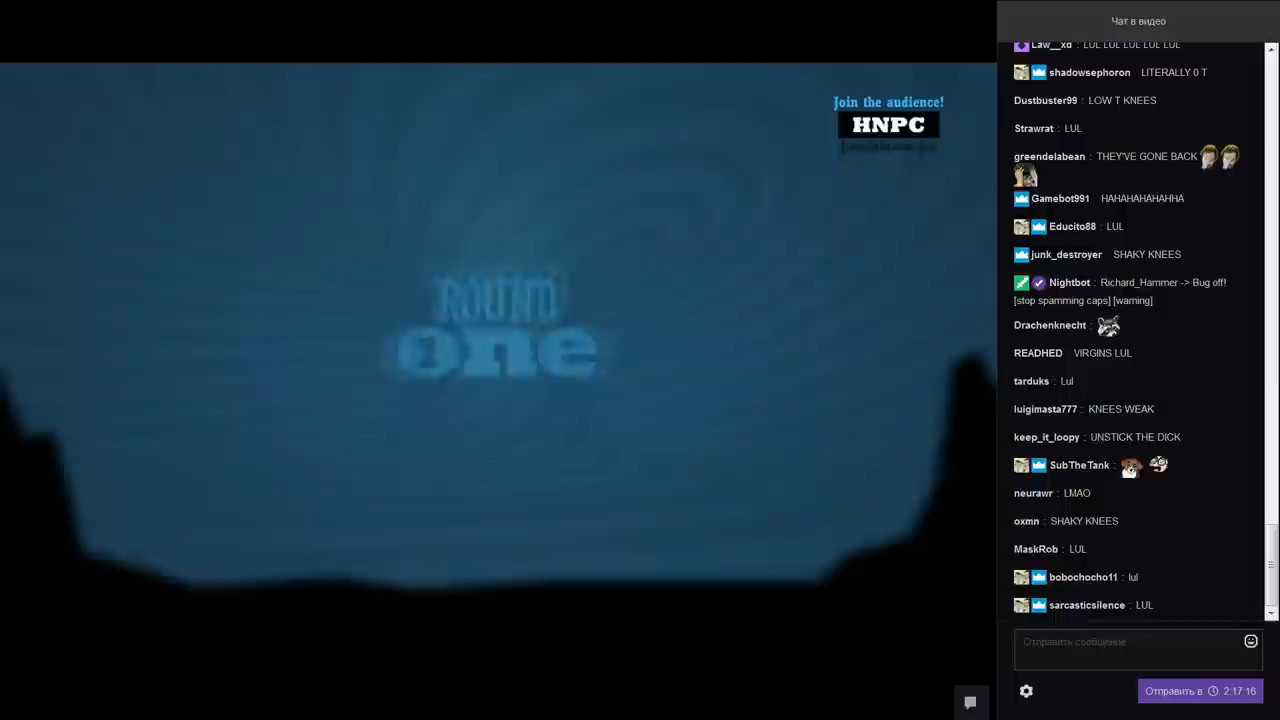 Join the audience!
HNPC
ROUND
one
Чат в видео
Law__xd : LUL LUL LUL LUL LUL
shadowsephoron LITERALLY 0 T
Dustbuster99 : LOW T KNEES
Strawrat : LUL
greendelabean : THEY'VE GONE BACK
Gamebot991 HAHAHAHAHAHHA
Educito88 : LUL
junk_destroyer SHAKY KNEES
Nightbot : Richard_Hammer -> Bug off!
[stop spamming caps] [warning]
Drachenknecht :
READHED VIRGINS LUL
tarduks : Lul
luigimasta777 : KNEES WEAK
keep_it_loopy : UNSTICK THE DICK
SubTheTank :
neurawr : LMAO
oxmn : SHAKY KNEES
MaskRob : LUL
bobochocho11 : lul
sarcasticsilence : LUL
Отправить сообщение
Отправить в 2:17:16